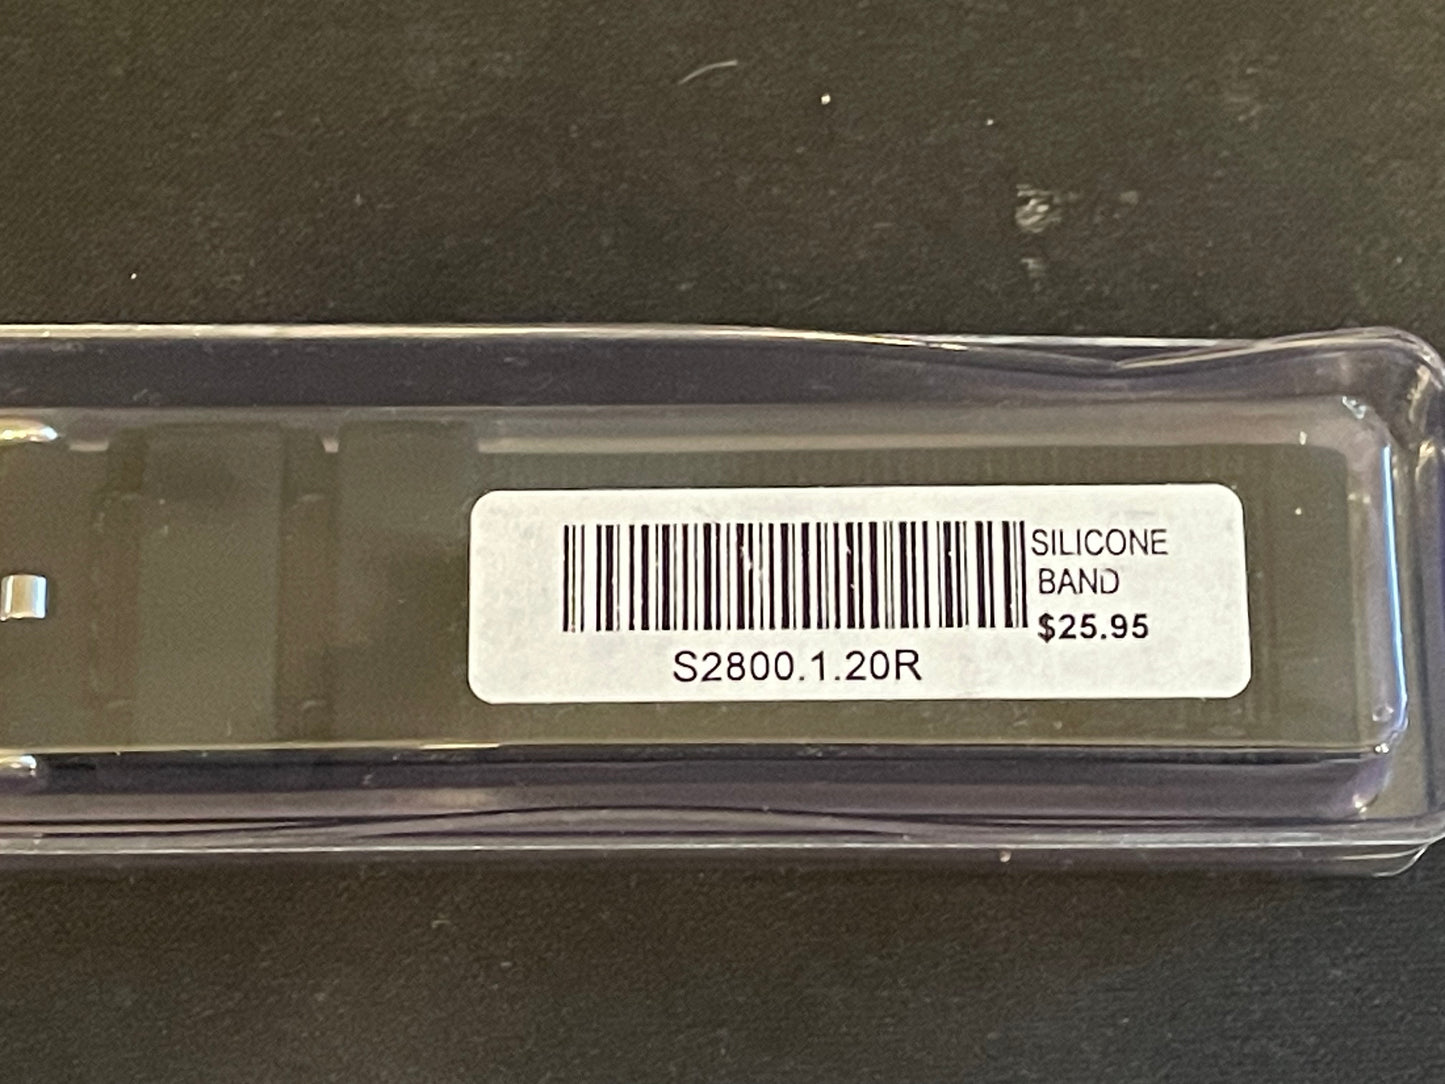 SILICONE
BAND
$25.95
S2800.1.20R